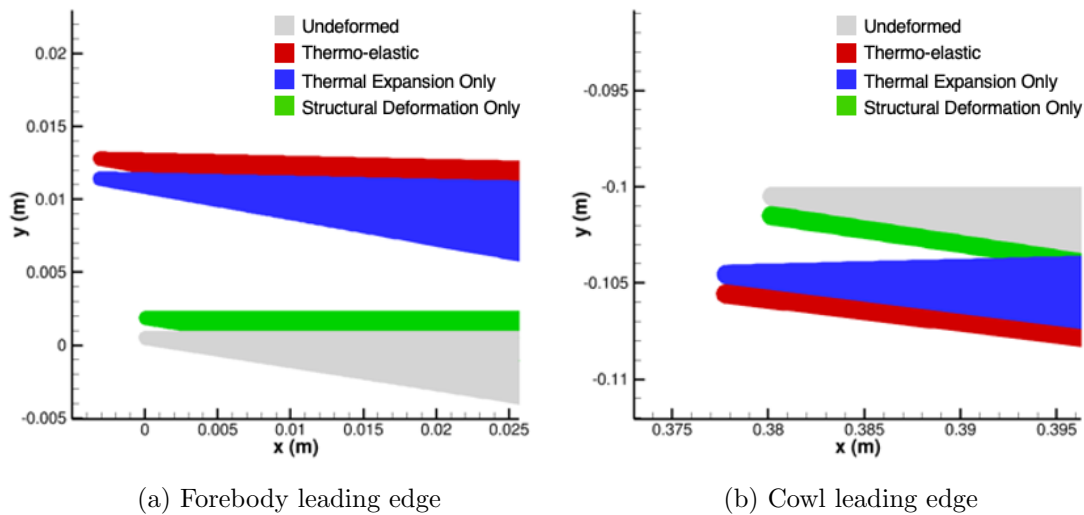 Undeformed
Thermo-elastic
Thermal Expansion Only
Structural Deformation Only
0.02
0.015
0.01
0.005
0
-0.005
y (m)
0
0.005
0.01
0.015
0.02
0.025
x (m)
(a) Forebody leading edge
Undeformed
Thermo-elastic
Thermal Expansion Only
Structural Deformation Only
-0.095
-0.1
-0.105
-0.11
y (m)
0.375
0.38
0.385
0.39
0.395
x (m)
(b) Cowl leading edge